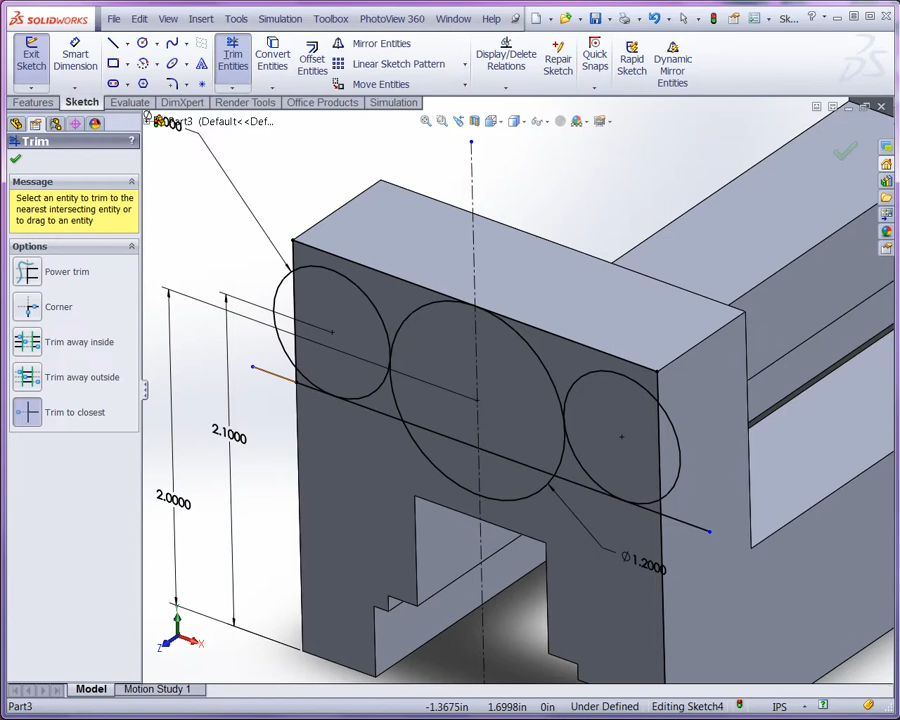 SOLIDWORKS File Edit View Insert Tools Simulation Toolbox PhotoView 360 Window Help Sk...
Exit Sketch Smart Dimension Trim Entities Convert Entities Offset Entities Mirror Entities Linear Sketch Pattern Move Entities Display/Delete Relations Repair Sketch Quick Snaps Rapid Sketch Dynamic Mirror Entities
Features Sketch Evaluate DimXpert Render Tools Office Products Simulation
Part3 (Default<<Def...
Trim ?
Message
Select an entity to trim to the
nearest intersecting entity or
to drag to an entity
Options
Power trim
Corner
Trim away inside
Trim away outside
Trim to closest
2.1000
2.0000
Ø1.2000
Z X
Model Motion Study 1
Part3 -1.3675in 1.6998in 0in Under Defined Editing Sketch4 IPS ?